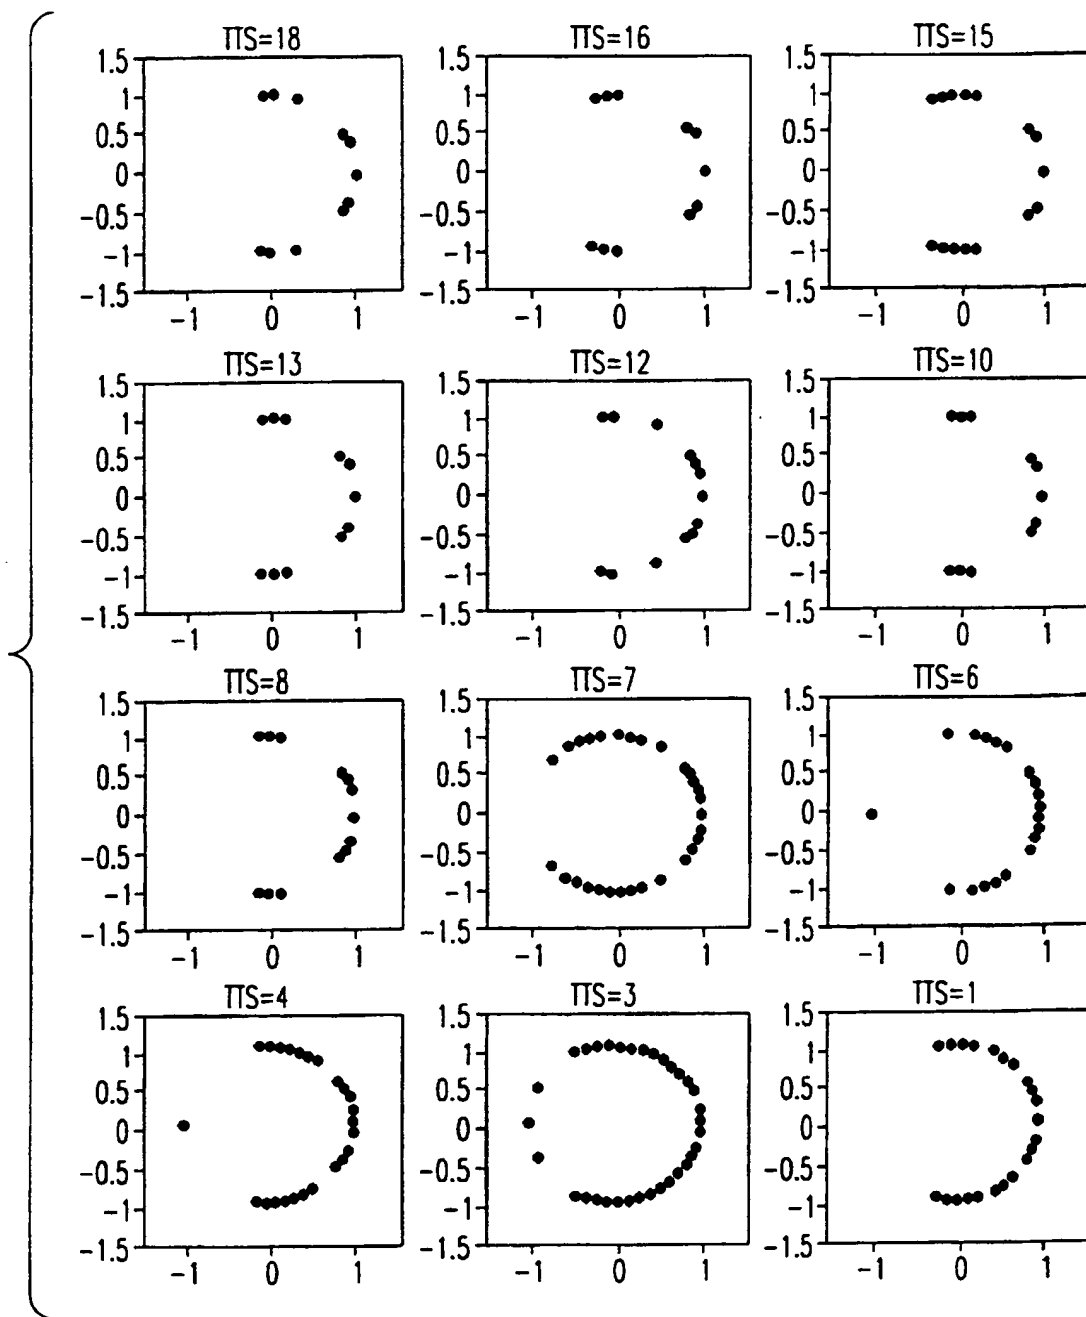 TTS=18 TTS=16 TTS=15
1.5 1.5 1.5
1 1 1
0.5 0.5 0.5
0 0 0
-0.5 -0.5 -0.5
-1 -1 -1
-1.5 -1.5 -1.5
-1 0 1 -1 0 1 -1 0 1
TTS=13 TTS=12 TTS=10
1.5 1.5 1.5
1 1 1
0.5 0.5 0.5
0 0 0
-0.5 -0.5 -0.5
-1 -1 -1
-1.5 -1.5 -1.5
-1 0 1 -1 0 1 -1 0 1
TTS=8 TTS=7 TTS=6
1.5 1.5 1.5
1 1 1
0.5 0.5 0.5
0 0 0
-0.5 -0.5 -0.5
-1 -1 -1
-1.5 -1.5 -1.5
-1 0 1 -1 0 1 -1 0 1
TTS=4 TTS=3 TTS=1
1.5 1.5 1.5
1 1 1
0.5 0.5 0.5
0 0 0
-0.5 -0.5 -0.5
-1 -1 -1
-1.5 -1.5 -1.5
-1 0 1 -1 0 1 -1 0 1